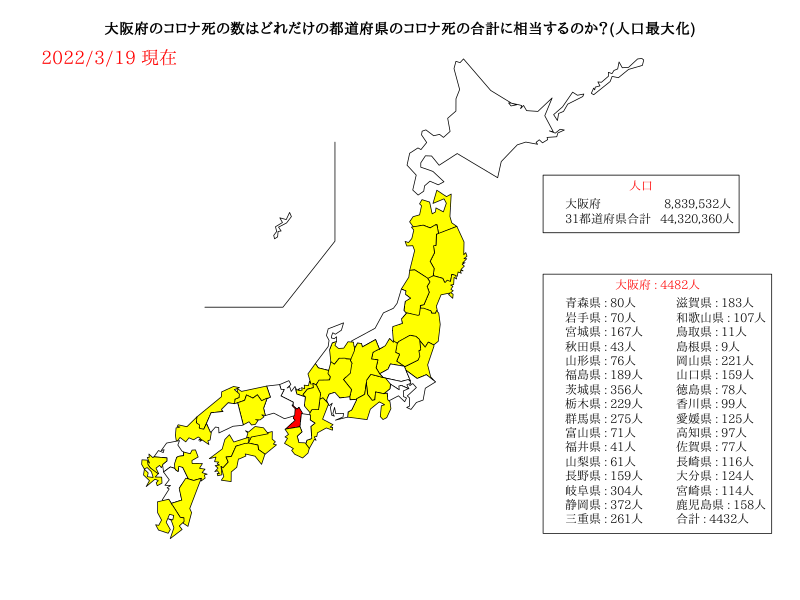 大阪府のコロナ死の数はどれだけの都道府県のコロナ死の合計に相当するのか?(人口最大化)
2022/3/19 現在
人口
大阪府 8,839,532人
31都道府県合計 44,320,360人
大阪府 : 4482人
青森県 : 80人 滋賀県 : 183人
岩手県 : 70人 和歌山県 : 107人
宮城県 : 167人 鳥取県 : 11人
秋田県 : 43人 島根県 : 9人
山形県 : 76人 岡山県 : 221人
福島県 : 189人 山口県 : 159人
茨城県 : 356人 徳島県 : 78人
栃木県 : 229人 香川県 : 99人
群馬県 : 275人 愛媛県 : 125人
富山県 : 71人 高知県 : 97人
福井県 : 41人 佐賀県 : 77人
山梨県 : 61人 長崎県 : 116人
長野県 : 159人 大分県 : 124人
岐阜県 : 304人 宮崎県 : 114人
静岡県 : 372人 鹿児島県 : 158人
三重県 : 261人 合計 : 4432人